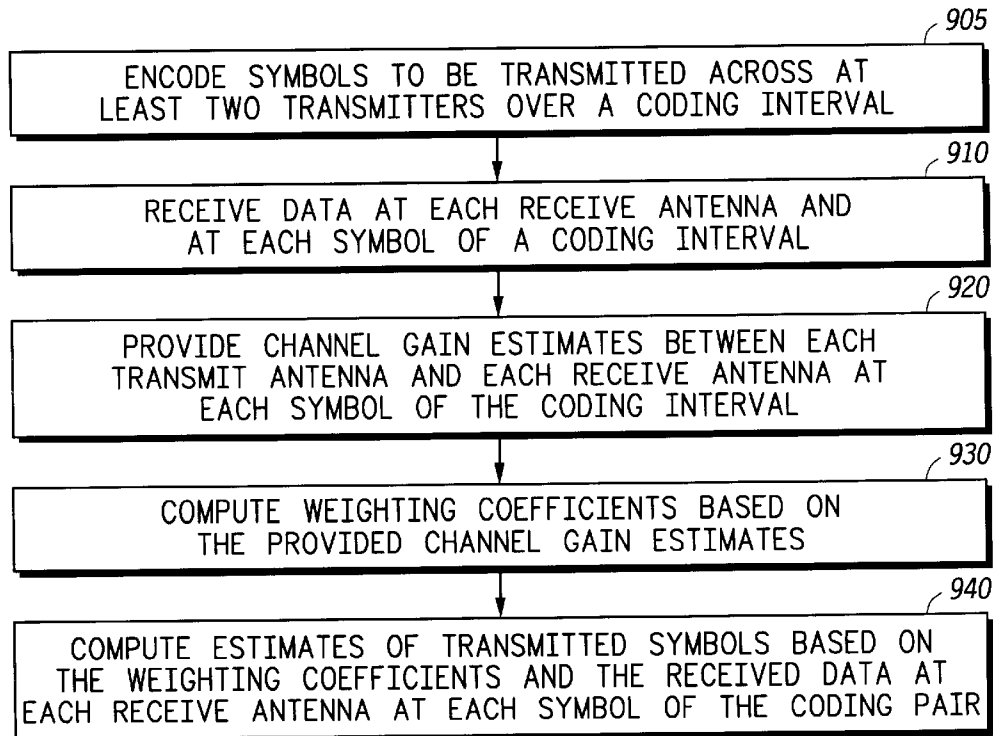 905
ENCODE SYMBOLS TO BE TRANSMITTED ACROSS AT
LEAST TWO TRANSMITTERS OVER A CODING INTERVAL
910
RECEIVE DATA AT EACH RECEIVE ANTENNA AND
AT EACH SYMBOL OF A CODING INTERVAL
920
PROVIDE CHANNEL GAIN ESTIMATES BETWEEN EACH
TRANSMIT ANTENNA AND EACH RECEIVE ANTENNA AT
EACH SYMBOL OF THE CODING INTERVAL
930
COMPUTE WEIGHTING COEFFICIENTS BASED ON
THE PROVIDED CHANNEL GAIN ESTIMATES
940
COMPUTE ESTIMATES OF TRANSMITTED SYMBOLS BASED ON
THE WEIGHTING COEFFICIENTS AND THE RECEIVED DATA AT
EACH RECEIVE ANTENNA AT EACH SYMBOL OF THE CODING PAIR